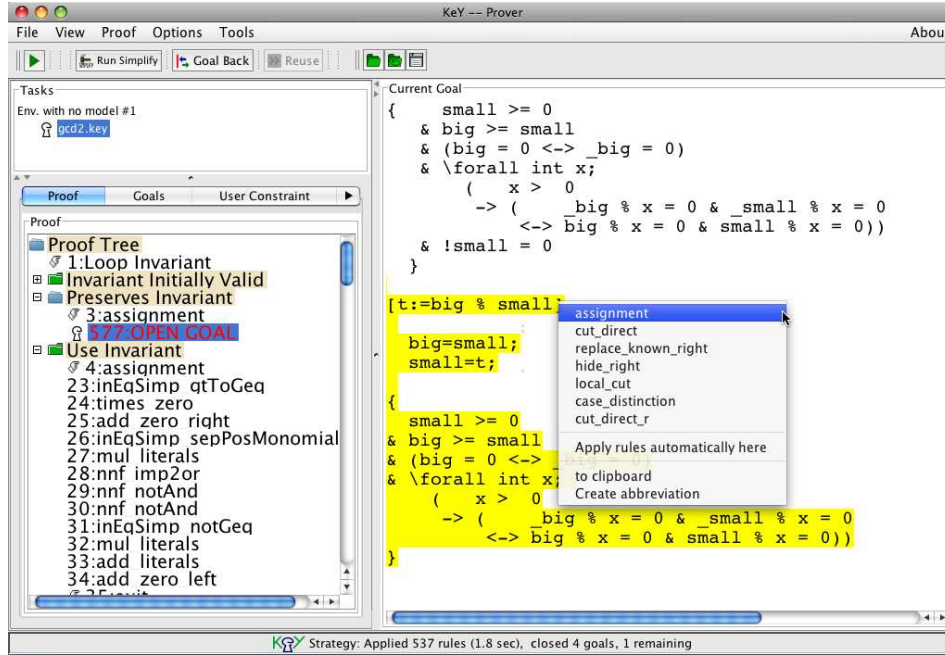 KeY -- Prover
File View Proof Options Tools Abou
Run Simplify Goal Back Reuse
Tasks
Env. with no model #1
gcd2.key
Proof Goals User Constraint
Proof
Proof Tree
1:Loop Invariant
Invariant Initially Valid
Preserves Invariant
3:assignment
577:OPEN GOAL
Use Invariant
4:assignment
23:inEqSimp_gtToGeq
24:times_zero
25:add_zero_right
26:inEqSimp_sepPosMonomial
27:mul_literals
28:nnf_imp2or
29:nnf_notAnd
30:nnf_notAnd
31:inEqSimp_notGeq
32:mul_literals
33:add_literals
34:add_zero_left
Current Goal
{ small >= 0
& big >= small
& (big = 0 <-> _big = 0)
& \forall int x;
( x > 0
-> ( _big % x = 0 & _small % x = 0
<-> big % x = 0 & small % x = 0))
& !small = 0
}
[t:=big % small]
big=small;
small=t;
{
small >= 0
& big >= small
& (big = 0 <-> _big = 0)
& \forall int x;
( x > 0
-> ( _big % x = 0 & _small % x = 0
<-> big % x = 0 & small % x = 0))
}
assignment
cut_direct
replace_known_right
hide_right
local_cut
case_distinction
cut_direct_r
Apply rules automatically here
to clipboard
Create abbreviation
KeY Strategy: Applied 537 rules (1.8 sec), closed 4 goals, 1 remaining